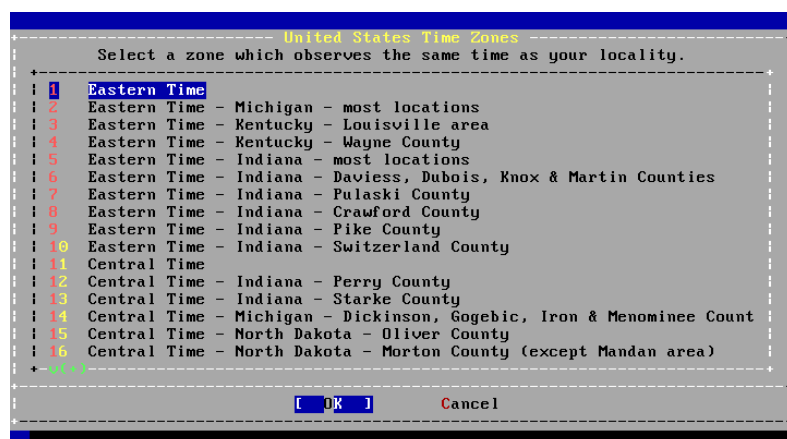 United States Time Zones
Select a zone which observes the same time as your locality.
1 Eastern Time
2 Eastern Time - Michigan - most locations
3 Eastern Time - Kentucky - Louisville area
4 Eastern Time - Kentucky - Wayne County
5 Eastern Time - Indiana - most locations
6 Eastern Time - Indiana - Daviess, Dubois, Knox & Martin Counties
7 Eastern Time - Indiana - Pulaski County
8 Eastern Time - Indiana - Crawford County
9 Eastern Time - Indiana - Pike County
10 Eastern Time - Indiana - Switzerland County
11 Central Time
12 Central Time - Indiana - Perry County
13 Central Time - Indiana - Starke County
14 Central Time - Michigan - Dickinson, Gogebic, Iron & Menominee Count
15 Central Time - North Dakota - Oliver County
16 Central Time - North Dakota - Morton County (except Mandan area)
v(+)
[ OK ] Cancel